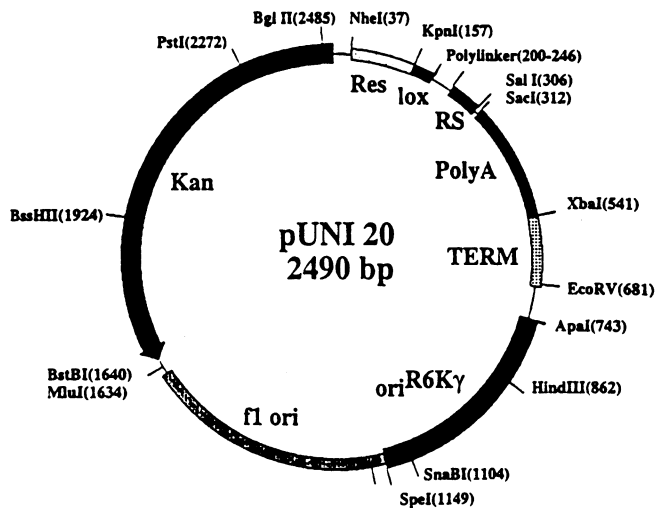 Bgl II(2485)
NheI(37)
KpnI(157)
PstI(2272)
Polylinker(200-246)
Sal I(306)
SacI(312)
Res
lox
RS
PolyA
Kan
XbaI(541)
BssHII(1924)
pUNI 20
2490 bp
TERM
EcoRV(681)
ApaI(743)
BstBI(1640)
MluI(1634)
oriR6Kγ
HindIII(862)
f1 ori
SnaBI(1104)
SpeI(1149)